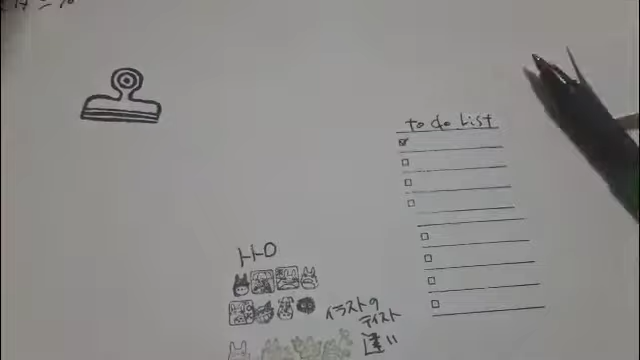 to do list
トトロ
イラストの
テイスト
違い